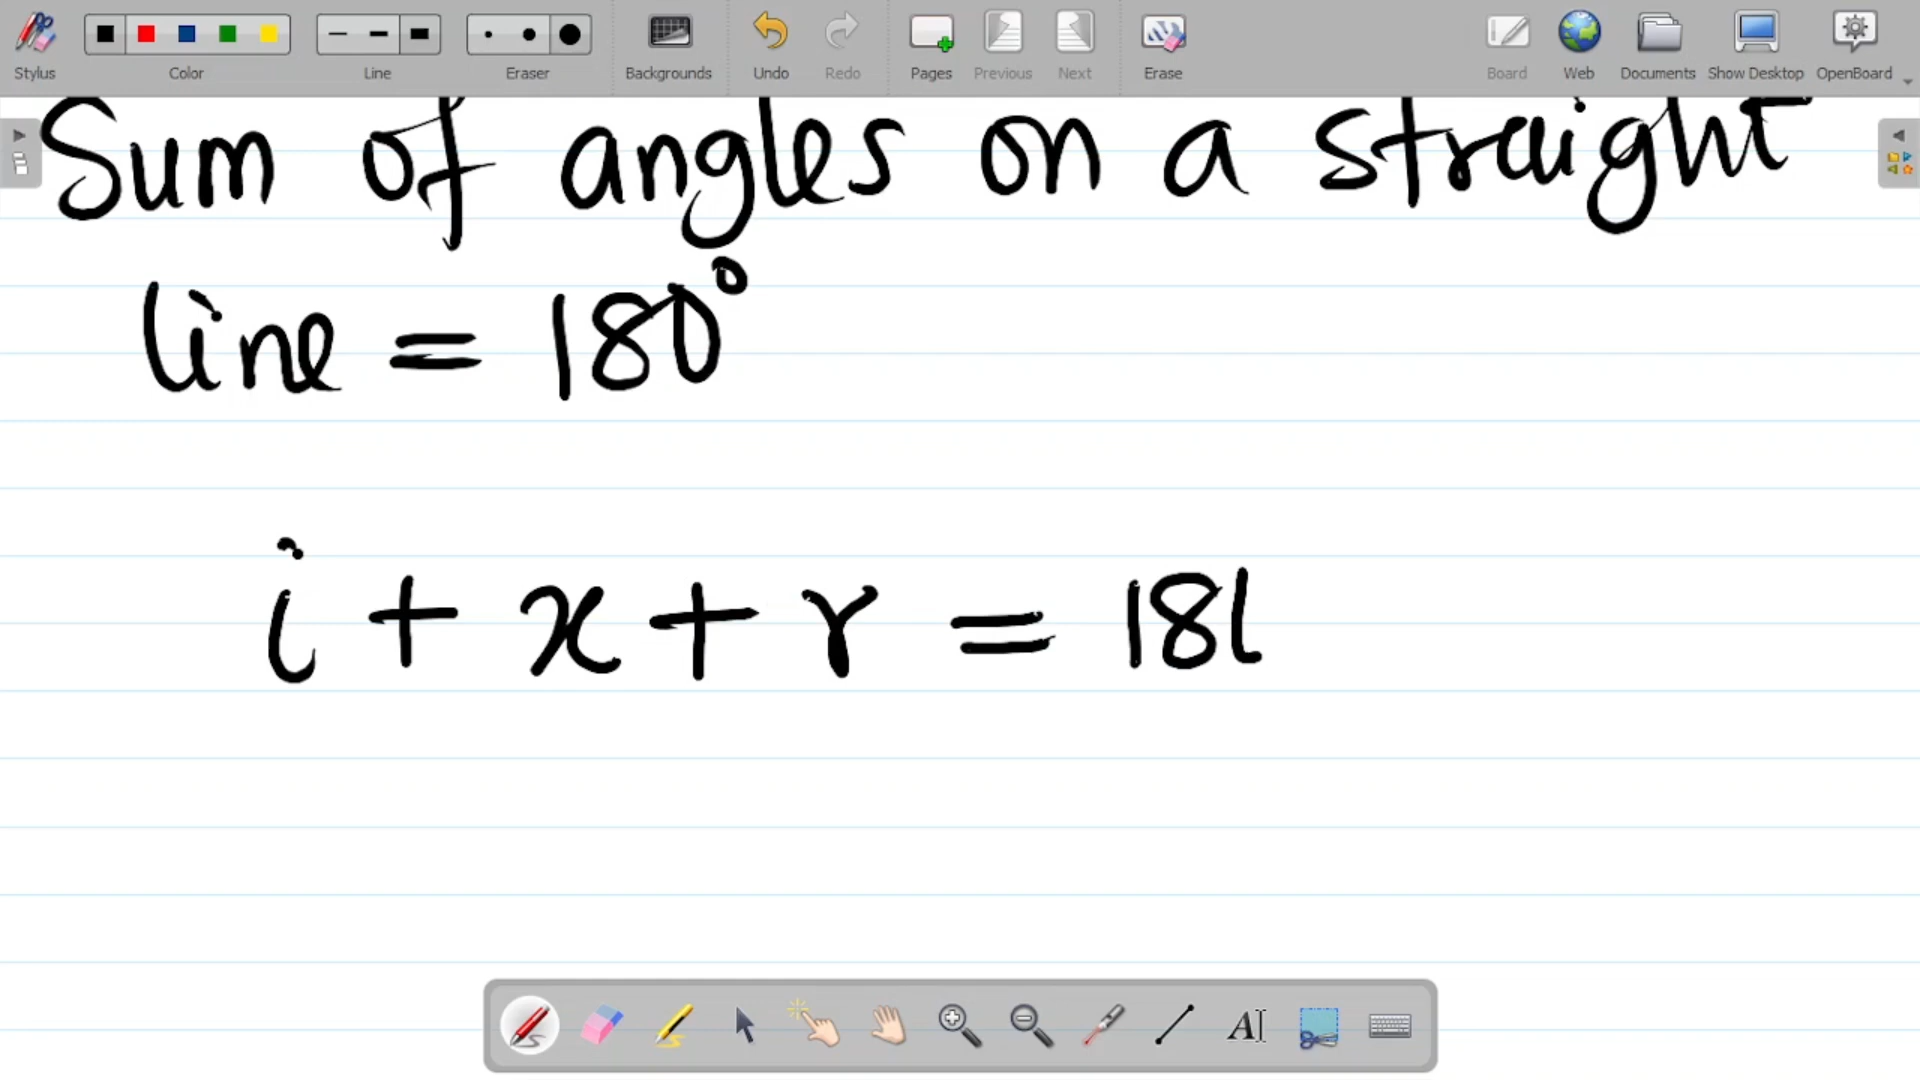 Stylus Color Line Eraser Backgrounds Undo Redo Pages Previous Next Erase Board Web Documents Show Desktop OpenBoard
Sum of angles on a straight
line = 180°
i + x + r = 18